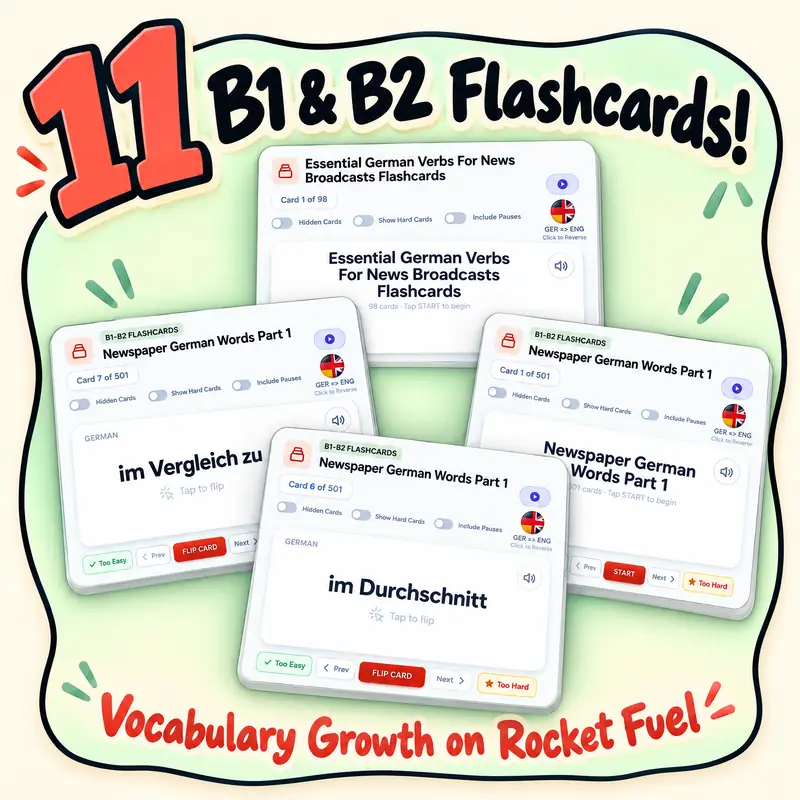 11 B1 & B2 Flashcards!
Essential German Verbs For News
Broadcasts Flashcards
Card 1 of 98
Hidden Cards
Show Hard Cards
Include Pauses
GER => ENG
Click to Reverse
Essential German Verbs
For News Broadcasts
Flashcards
98 cards · Tap START to begin
B1-B2 FLASHCARDS
Newspaper German Words Part 1
Card 7 of 501
Hidden Cards
Show Hard Cards
Include Pauses
GER => ENG
Click to Reverse
GERMAN
im Vergleich zu
Tap to flip
Too Easy
Prev
FLIP CARD
Next
B1-B2 FLASHCARDS
Newspaper German Words Part 1
Card 1 of 501
Hidden Cards
Show Hard Cards
Include Pauses
GER => ENG
Click to Reverse
Newspaper German
Words Part 1
501 cards · Tap START to begin
Prev
START
Next
Too Hard
B1-B2 FLASHCARDS
Newspaper German Words Part 1
Card 6 of 501
Hidden Cards
Show Hard Cards
Include Pauses
GER => ENG
Click to Reverse
GERMAN
im Durchschnitt
Tap to flip
Too Easy
Prev
FLIP CARD
Next
Too Hard
Vocabulary Growth on Rocket Fuel